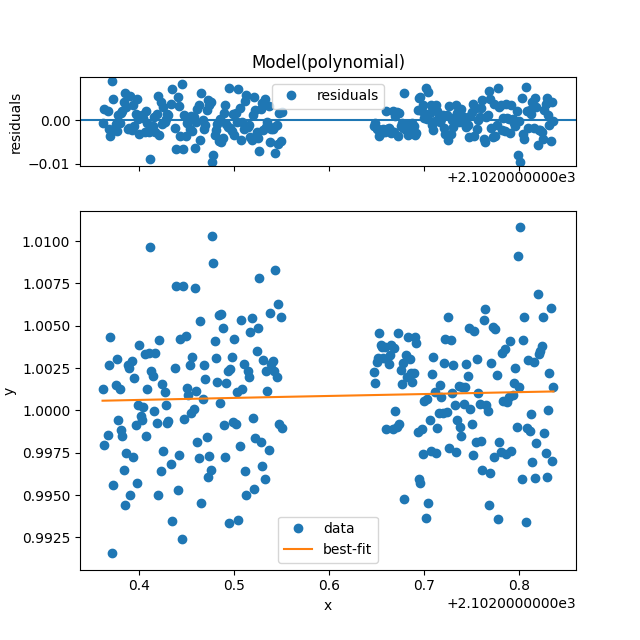 Model(polynomial)
residuals
0.00
−0.01
residuals
+2.1020000000e3
y
1.0100
1.0075
1.0050
1.0025
1.0000
0.9975
0.9950
0.9925
data
best-fit
0.4 0.5 0.6 0.7 0.8
x
+2.1020000000e3